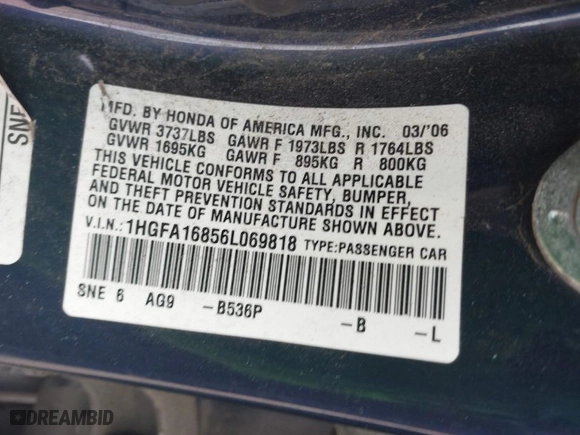 MFD. BY HONDA OF AMERICA MFG., INC. 03/'06
GVWR 3737LBS GAWR F 1973LBS R 1764LBS
GVWR 1695KG GAWR F 895KG R 800KG
THIS VEHICLE CONFORMS TO ALL APPLICABLE
FEDERAL MOTOR VEHICLE SAFETY, BUMPER,
AND THEFT PREVENTION STANDARDS IN EFFECT
ON THE DATE OF MANUFACTURE SHOWN ABOVE.
V.I.N.: 1HGFA16856L069818 TYPE:PASSENGER CAR
SNE 6 AG9 -B536P -B -L
SNE
DREAMBID